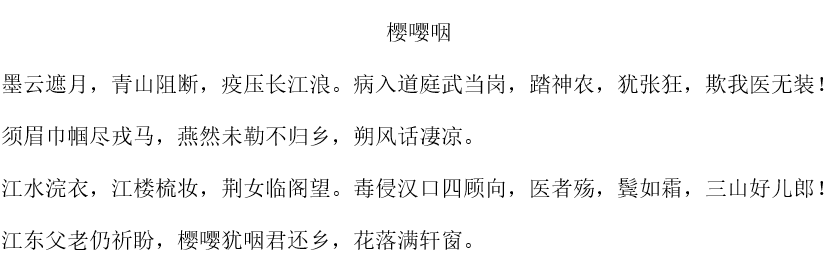 樱嘤咽
墨云遮月，青山阻断，疫压长江浪。病入道庭武当岗，踏神农，犹张狂，欺我医无装！
须眉巾帼尽戎马，燕然未勒不归乡，朔风话凄凉。
江水浣衣，江楼梳妆，荆女临阁望。毒侵汉口四顾向，医者殇，鬓如霜，三山好儿郎！
江东父老仍祈盼，樱嘤犹咽君还乡，花落满轩窗。